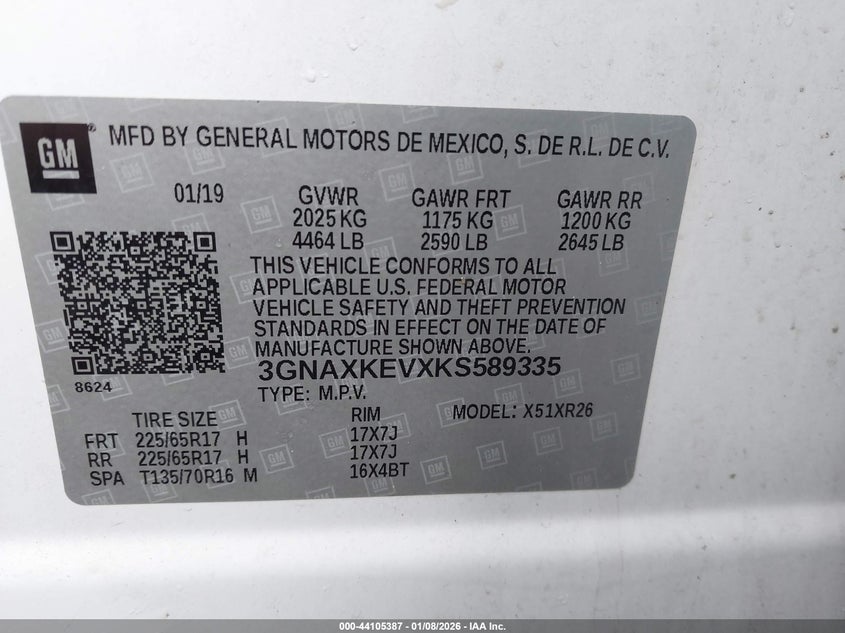 GM ® MFD BY GENERAL MOTORS DE MEXICO, S. DE R.L. DE C.V.
01/19 GVWR GAWR FRT GAWR RR
2025 KG 1175 KG 1200 KG
4464 LB 2590 LB 2645 LB
THIS VEHICLE CONFORMS TO ALL
APPLICABLE U.S. FEDERAL MOTOR
VEHICLE SAFETY AND THEFT PREVENTION
STANDARDS IN EFFECT ON THE DATE OF
MANUFACTURE SHOWN ABOVE.
8624 3GNAXKEVXKS589335
TYPE: M.P.V.
TIRE SIZE RIM MODEL: X51XR26
FRT 225/65R17 H 17X7J
RR 225/65R17 H 17X7J
SPA T135/70R16 M 16X4BT
000-44105387 - 01/08/2026 - IAA Inc.